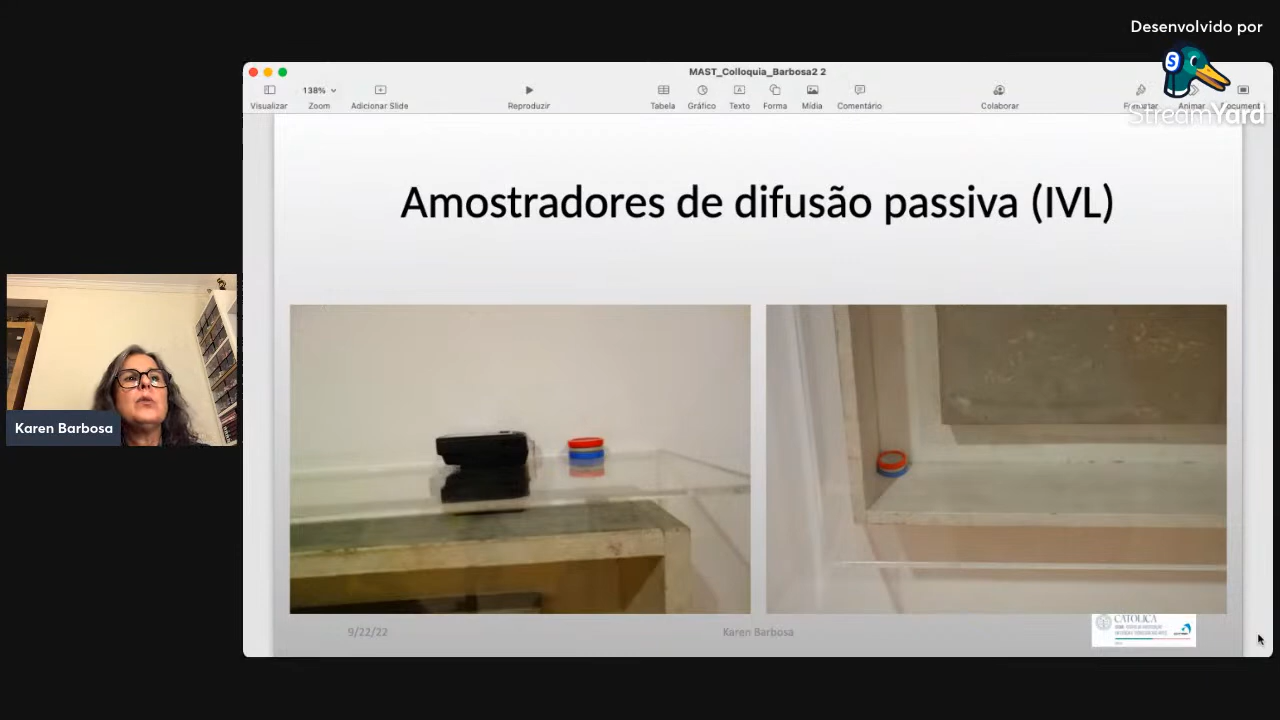 Desenvolvido por
StreamYard
MAST_Colloquia_Barbosa2 2
138%
Visualizar
Zoom
Adicionar Slide
Reproduzir
Tabela
Gráfico
Texto
Forma
Mídia
Comentário
Colaborar
Animar
Amostradores de difusão passiva (IVL)
Karen Barbosa
9/22/22
Karen Barbosa
CATOLICA